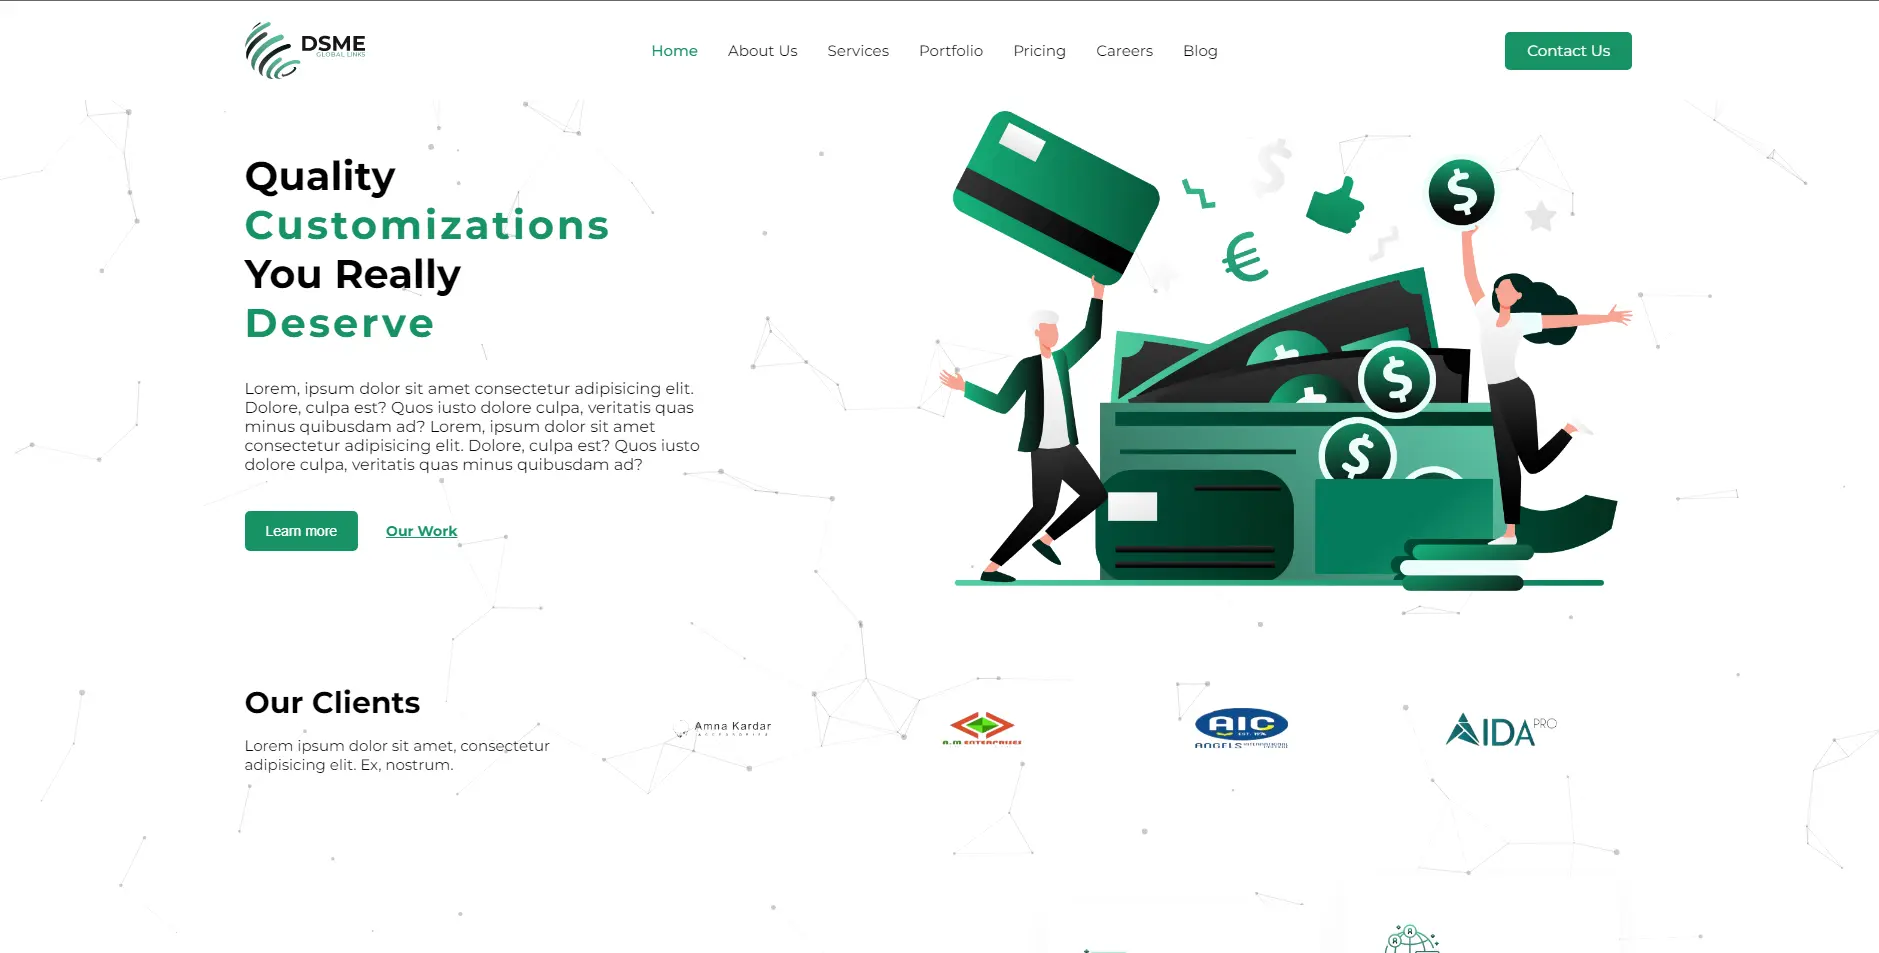 DSME
GLOBAL LINKS
Home
About Us
Services
Portfolio
Pricing
Careers
Blog
Contact Us
Quality
Customizations
You Really
Deserve
Lorem, ipsum dolor sit amet consectetur adipisicing elit.
Dolore, culpa est? Quos iusto dolore culpa, veritatis quas
minus quibusdam ad? Lorem, ipsum dolor sit amet
consectetur adipisicing elit. Dolore, culpa est? Quos iusto
dolore culpa, veritatis quas minus quibusdam ad?
Learn more
Our Work
Our Clients
Lorem ipsum dolor sit amet, consectetur
adipisicing elit. Ex, nostrum.
Amna Kardar
ACCESSORIES
A.M ENTERPRISES
AIC
EST. 1976
ANGELS INTERNATIONAL
AIDA PRO